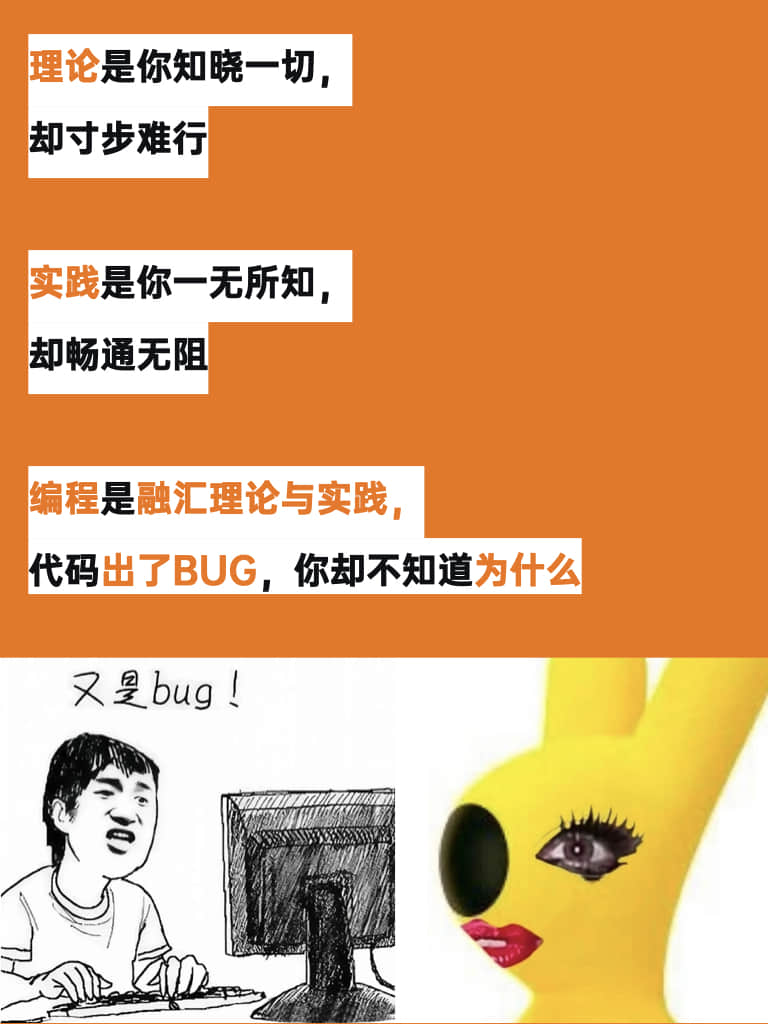 理论是你知晓一切，
却寸步难行
实践是你一无所知，
却畅通无阻
编程是融汇理论与实践，
代码出了BUG，你却不知道为什么
又是bug！